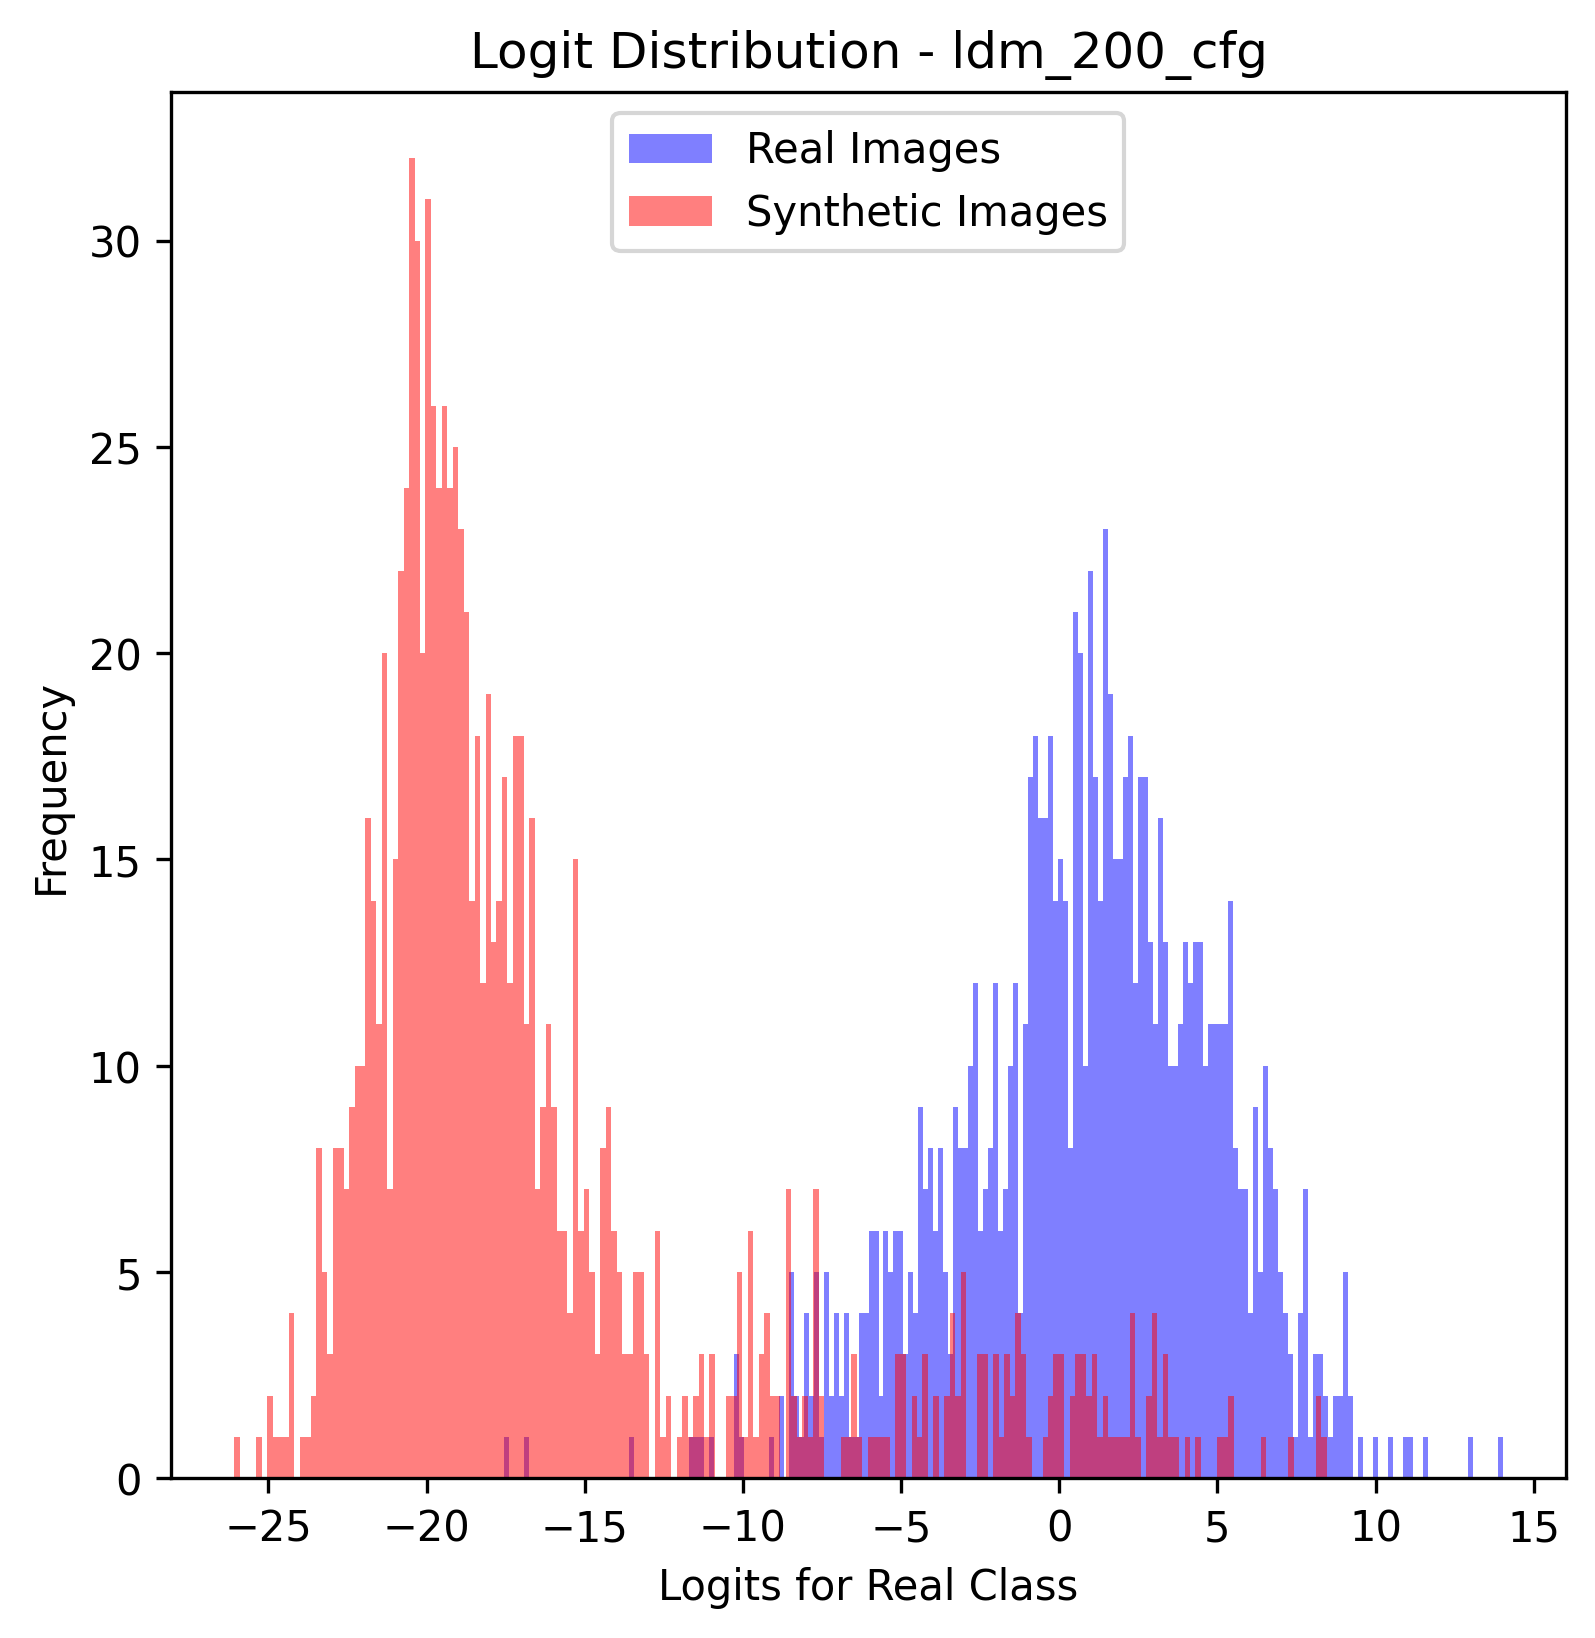 Logit Distribution - ldm_200_cfg
Real Images
Synthetic Images
30
25
20
15
10
5
0
Frequency
−25 −20 −15 −10 −5 0 5 10 15
Logits for Real Class